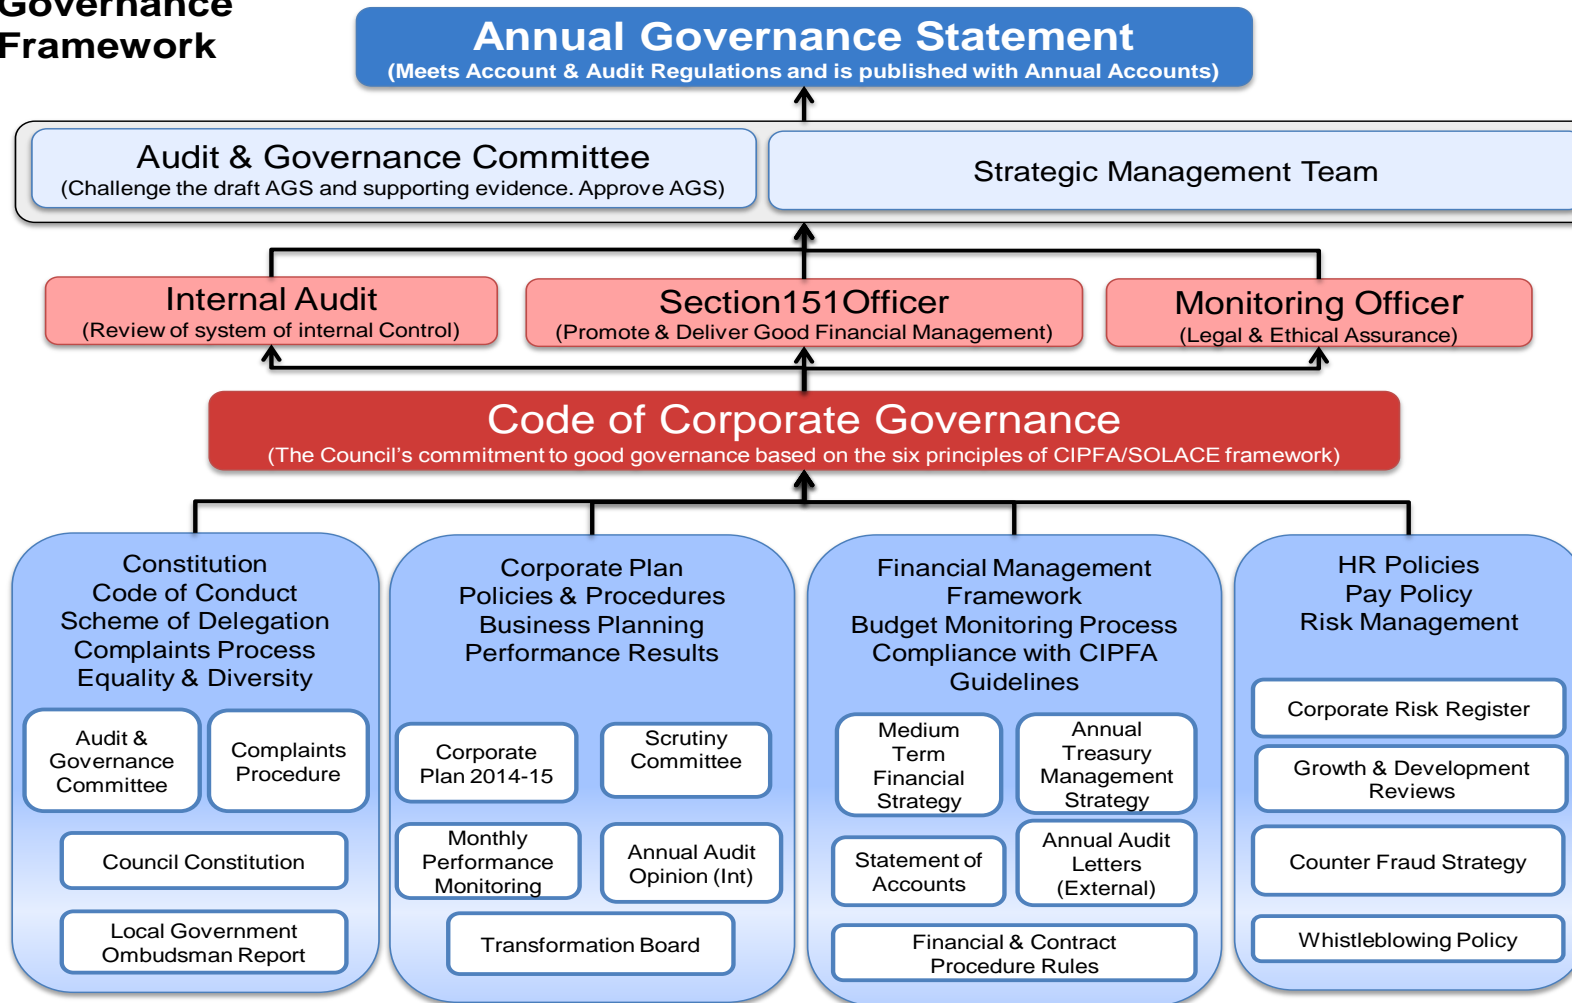 Governance
Framework
Annual Governance Statement
(Meets Account & Audit Regulations and is published with Annual Accounts)
Audit & Governance Committee
(Challenge the draft AGS and supporting evidence. Approve AGS)
Strategic Management Team
Internal Audit
(Review of system of internal Control)
Section151Officer
(Promote & Deliver Good Financial Management)
Monitoring Officer
(Legal & Ethical Assurance)
Code of Corporate Governance
(The Council's commitment to good governance based on the six principles of CIPFA/SOLACE framework)
Constitution
Code of Conduct
Scheme of Delegation
Complaints Process
Equality & Diversity
Audit &
Governance
Committee
Complaints
Procedure
Council Constitution
Local Government
Ombudsman Report
Corporate Plan
Policies & Procedures
Business Planning
Performance Results
Corporate
Plan 2014-15
Scrutiny
Committee
Monthly
Performance
Monitoring
Annual Audit
Opinion (Int)
Transformation Board
Financial Management
Framework
Budget Monitoring Process
Compliance with CIPFA
Guidelines
Medium
Term
Financial
Strategy
Annual
Treasury
Management
Strategy
Statement of
Accounts
Annual Audit
Letters
(External)
Financial & Contract
Procedure Rules
HR Policies
Pay Policy
Risk Management
Corporate Risk Register
Growth & Development
Reviews
Counter Fraud Strategy
Whistleblowing Policy